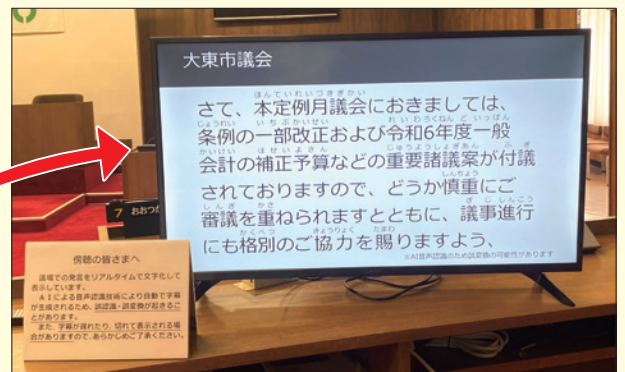 大東市議会
さて、本定例月議会におきましては、
条例の一部改正および令和6年度一般
会計の補正予算などの重要諸議案が付議
されておりますので、どうか慎重にご
審議を重ねられますとともに、議事進行
にも格別のご協力を賜りますよう、
※AI音声認識のため誤変換の可能性があります
7 おおつ
傍聴の皆さまへ
議場での発言をリアルタイムで文字化して
表示しています。
AIによる音声認識技術により自動で字幕
が生成されるため、誤認識・誤変換が起きるこ
とがあります。
また、字幕が遅れたり、切れて表示される場
合がありますので、あらかじめご了承ください。